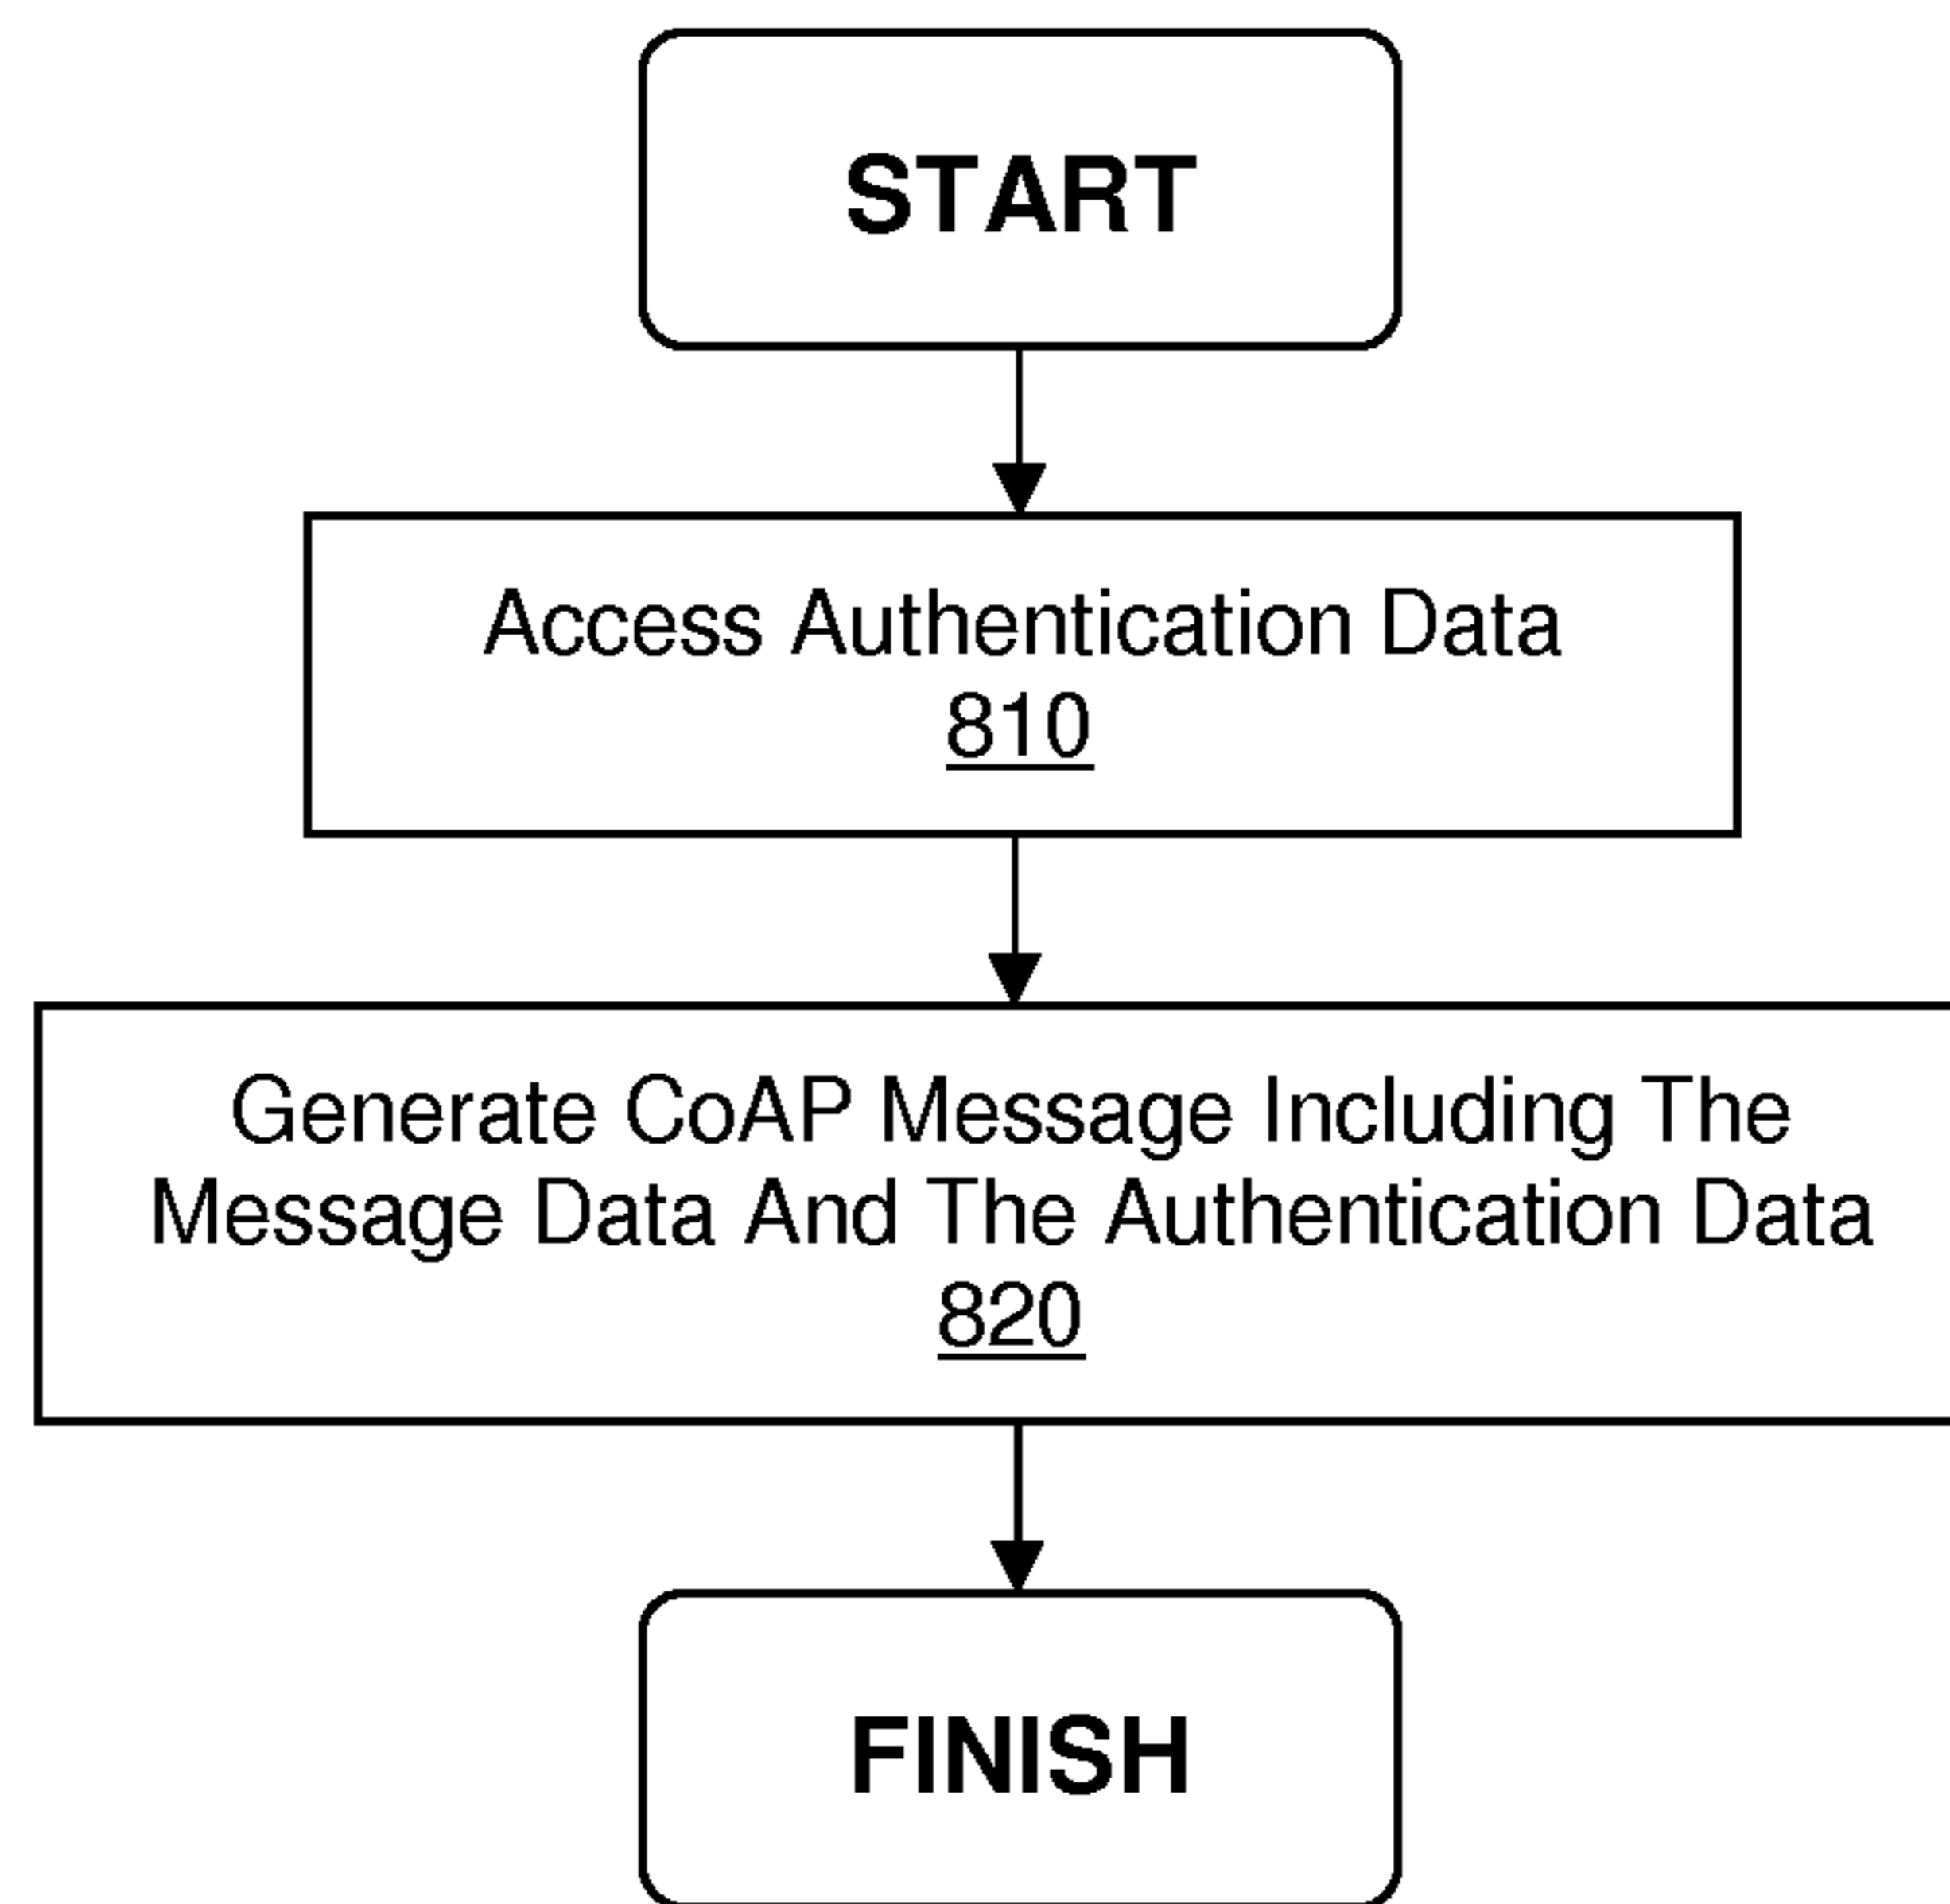 START
Access Authentication Data
810
Generate CoAP Message Including The
Message Data And The Authentication Data
820
FINISH